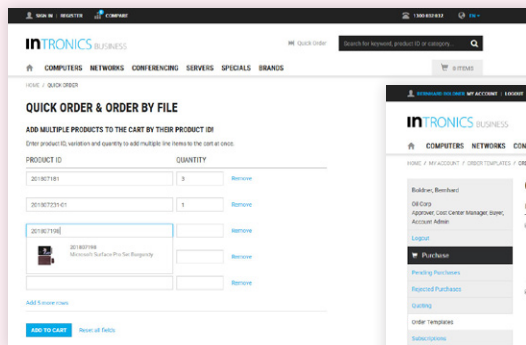 SIGN IN | REGISTER COMPARE
1300 032 032 EN
INTRONICS BUSINESS
Quick Order
Search for keyword, product ID or category...
COMPUTERS NETWORKS CONFERENCING SERVERS SPECIALS BRANDS
0 ITEMS
HOME / QUICK ORDER
QUICK ORDER & ORDER BY FILE
ADD MULTIPLE PRODUCTS TO THE CART BY THEIR PRODUCT ID!
Enter product ID, variation and quantity to add multiple line items to the cart at once.
PRODUCT ID QUANTITY
201807181 3 Remove
201807231-01 1 Remove
201807198 Remove
201807198
Microsoft Surface Pro Sleeve Burgundy
Remove
Remove
Add 5 more rows
ADD TO CART Reset all fields
MY ACCOUNT | LOGOUT
INTRONICS BUSINESS
COMPUTERS NETWORKS CON
HOME / MY ACCOUNT / ORDER TEMPLATES /
Boldner, Bernhard
Oil Corp
Approver, Cost Center Manager, Buyer,
Account Admin
Logout
Purchase
Pending Purchases
Rejected Purchases
Quoting
Order Templates
Subscriptions